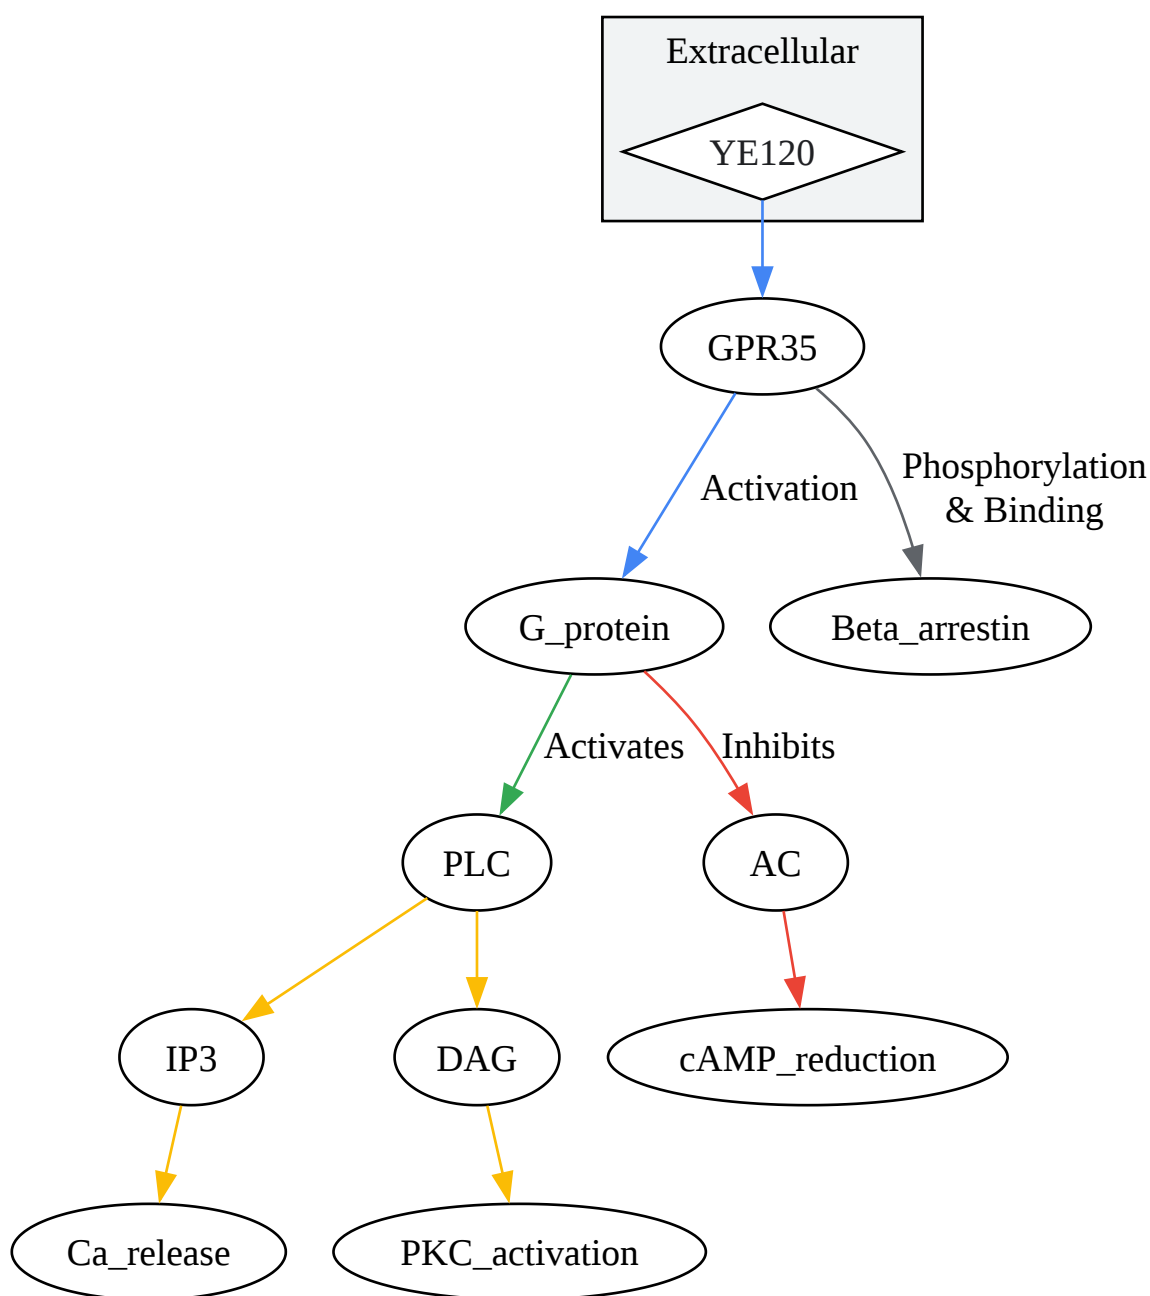 Extracellular
YE120
GPR35
Activation
Phosphorylation
& Binding
G_protein
Beta_arrestin
Activates
Inhibits
PLC
AC
IP3
DAG
cAMP_reduction
Ca_release
PKC_activation